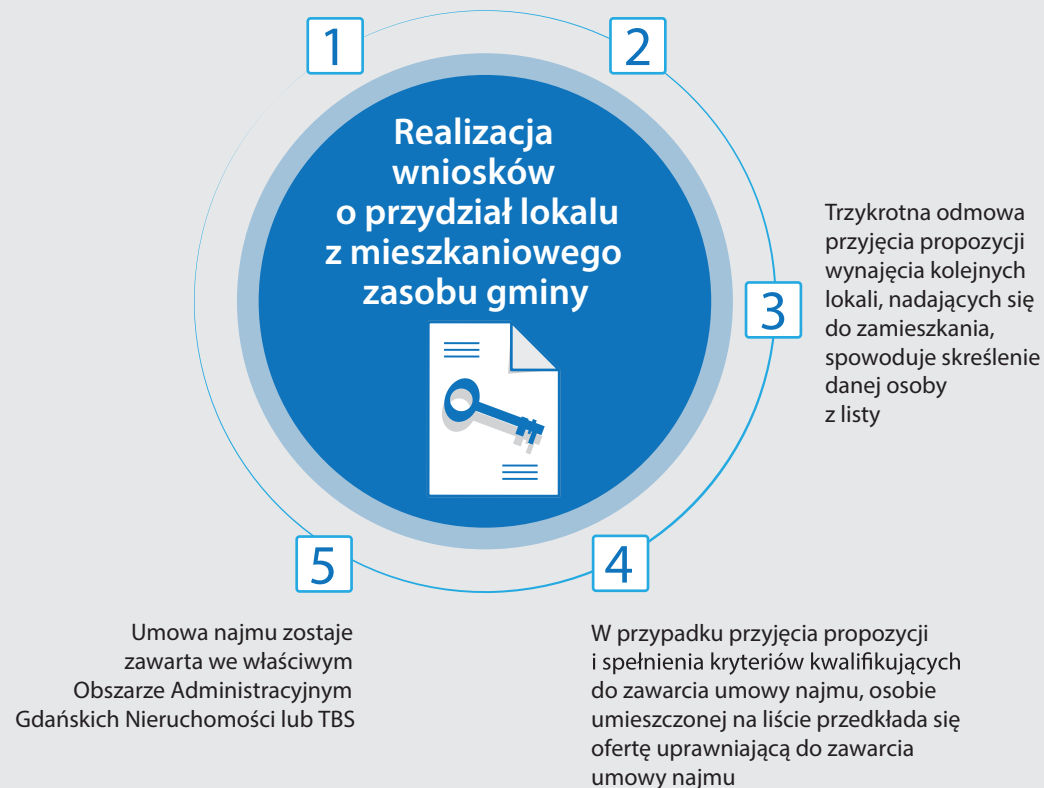 1
2
Realizacja
wniosków
o przydział lokalu
z mieszkaniowego
zasobu gminy
3
Trzykrotna odmowa
przyjęcia propozycji
wynajęcia kolejnych
lokali, nadających się
do zamieszkania,
spowoduje skreślenie
danej osoby
z listy
4
W przypadku przyjęcia propozycji
i spełnienia kryteriów kwalifikujących
do zawarcia umowy najmu, osobie
umieszczonej na liście przedkłada się
ofertę uprawniającą do zawarcia
umowy najmu
5
Umowa najmu zostaje
zawarta we właściwym
Obszarze Administracyjnym
Gdańskich Nieruchomości lub TBS